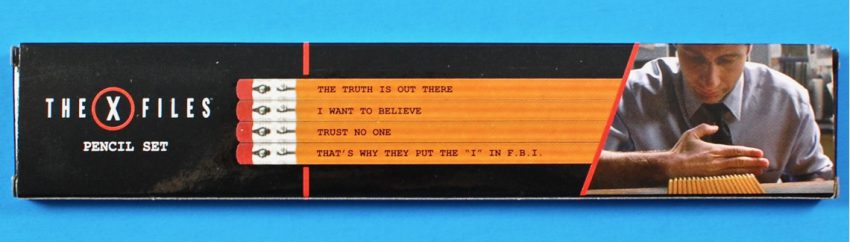 THE X FILES
PENCIL SET
THE TRUTH IS OUT THERE
I WANT TO BELIEVE
TRUST NO ONE
THAT'S WHY THEY PUT THE "I" IN F.B.I.